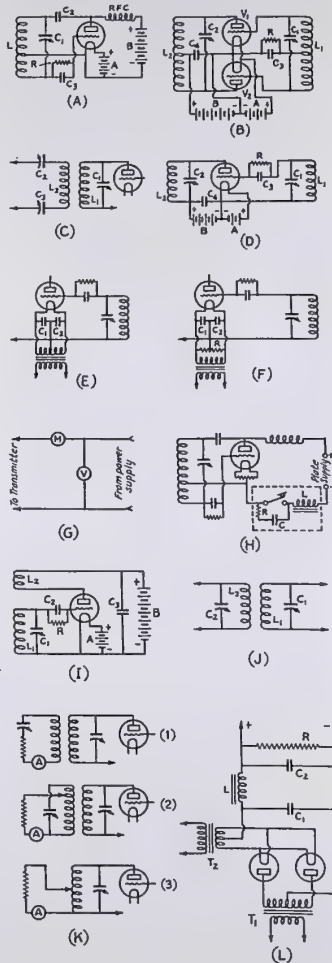 C₂ RFC
L C₁ B
R A
C₃
(A)
V₁
C₂ R C₁
L₂ C₄ C₃ L₁
V₂
B A
(B)
C₂ L₂ C₁ L₁
C₃
(C)
C₂ R C₁
L₂ C₃ L₁
C₄
B A
(D)
C₁ C₂
(E)
C₁ C₂
R
(F)
To Transmitter M V From power supply
(G)
Plate Supply
L
R
C
(H)
L₂
C₂ C₃ B
L₁ C₁ R A
(I)
L₂ C₁
C₂ L₁
(J)
A (1)
A (2)
A (3)
(K)
+ -
R
C₂
L
C₁
T₂
T₁
(L)